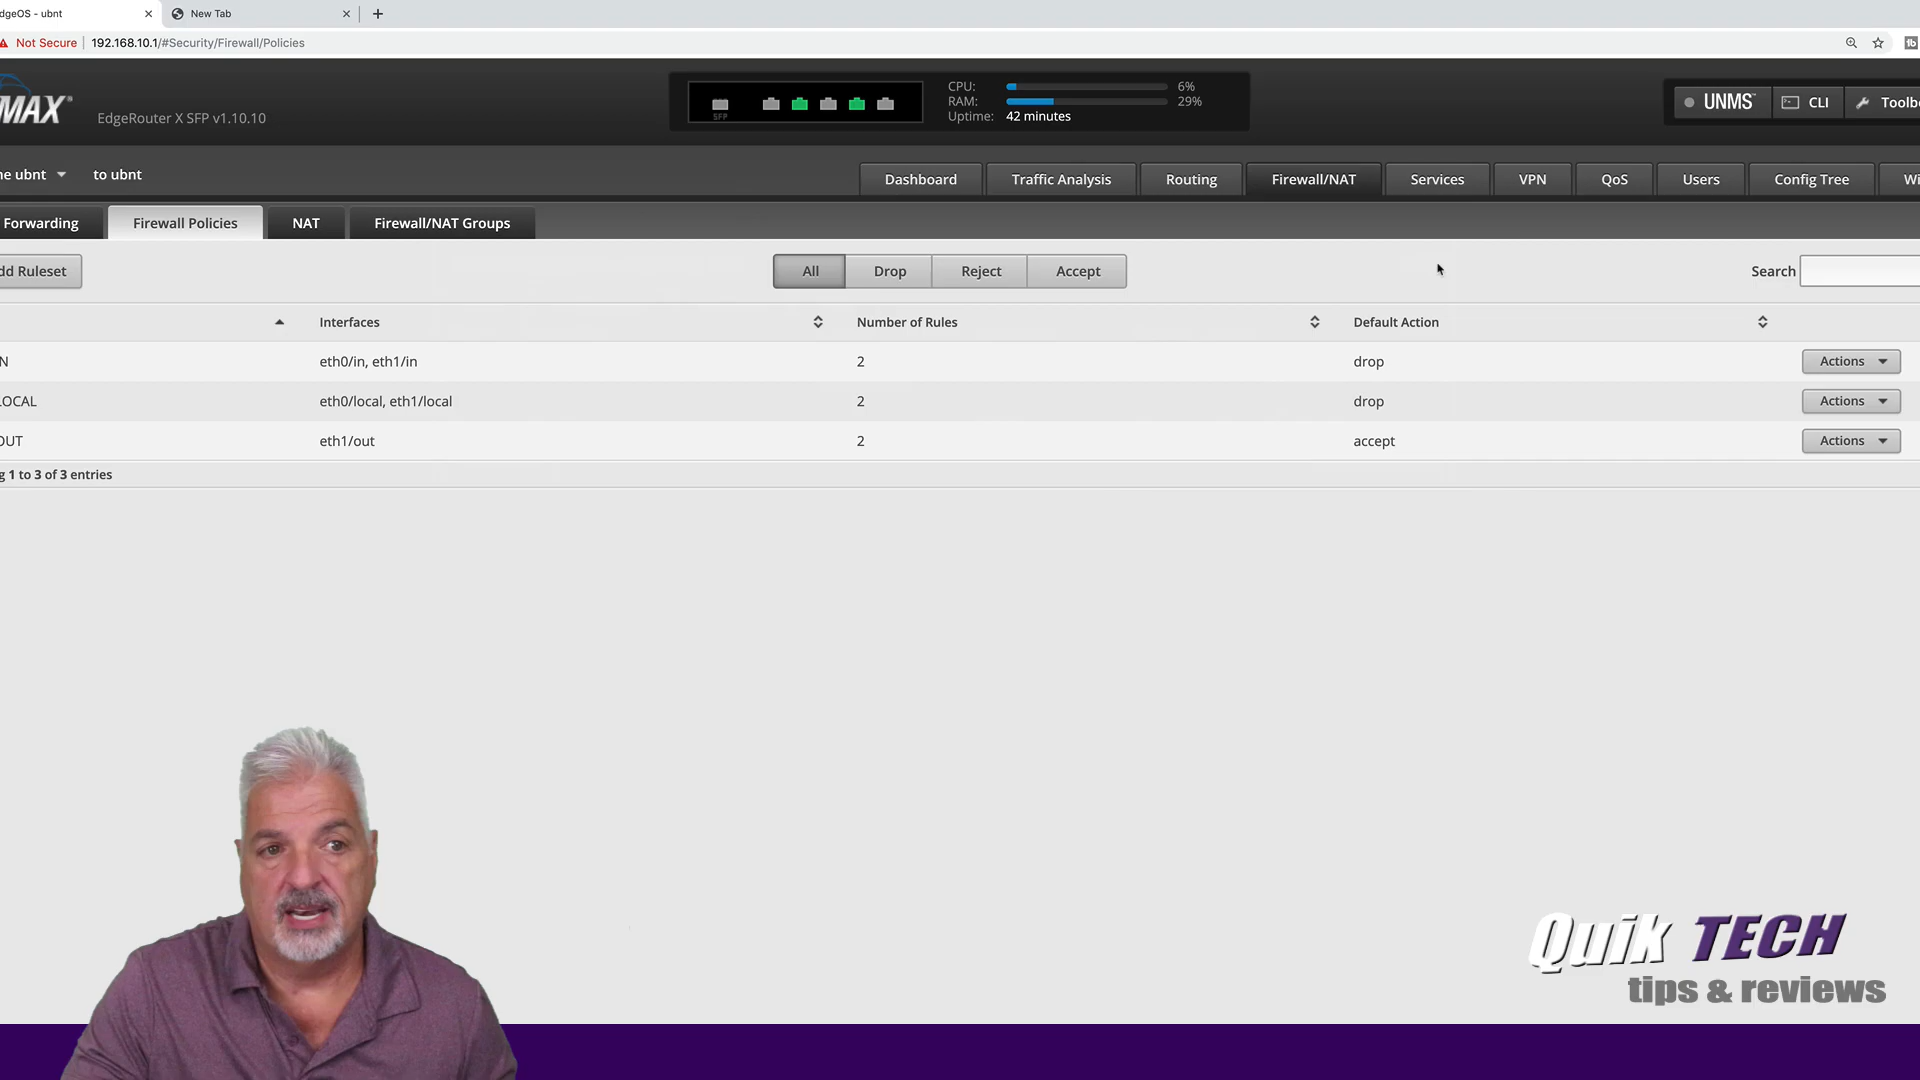 dgeOS - ubnt
New Tab
Not Secure 192.168.10.1/#Security/Firewall/Policies
MAX®
EdgeRouter X SFP v1.10.10
SFP
CPU: 6%
RAM: 29%
Uptime: 42 minutes
UNMS™
CLI
Toolb
ne ubnt to ubnt
Dashboard
Traffic Analysis
Routing
Firewall/NAT
Services
VPN
QoS
Users
Config Tree
Wi
Forwarding
Firewall Policies
NAT
Firewall/NAT Groups
dd Ruleset
All
Drop
Reject
Accept
Search
Interfaces Number of Rules Default Action
N eth0/in, eth1/in 2 drop Actions
LOCAL eth0/local, eth1/local 2 drop Actions
OUT eth1/out 2 accept Actions
g 1 to 3 of 3 entries
Quik TECH
tips & reviews